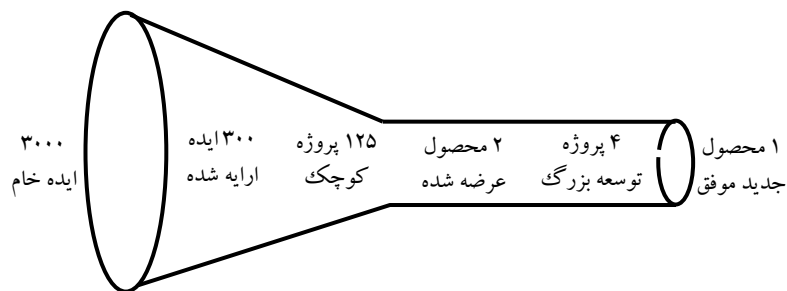 ۳۰۰۰
ایده خام
۳۰۰ ایده
ارایه شده
۱۲۵ پروژه
کوچک
۲ محصول
عرضه شده
۴ پروژه
توسعه بزرگ
۱ محصول
جدید موفق